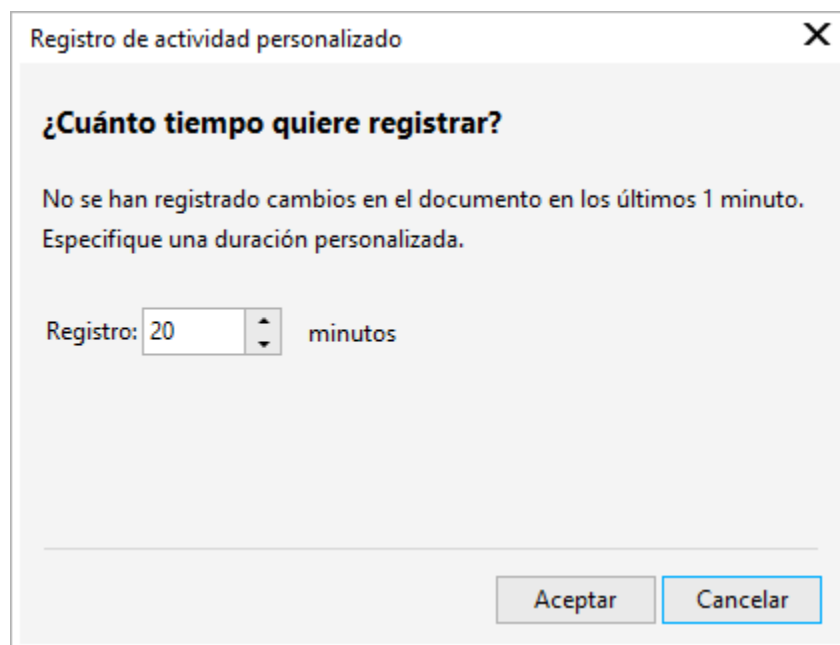 Registro de actividad personalizado
¿Cuánto tiempo quiere registrar?
No se han registrado cambios en el documento en los últimos 1 minuto.
Especifique una duración personalizada.
Registro: 20 minutos
Aceptar Cancelar